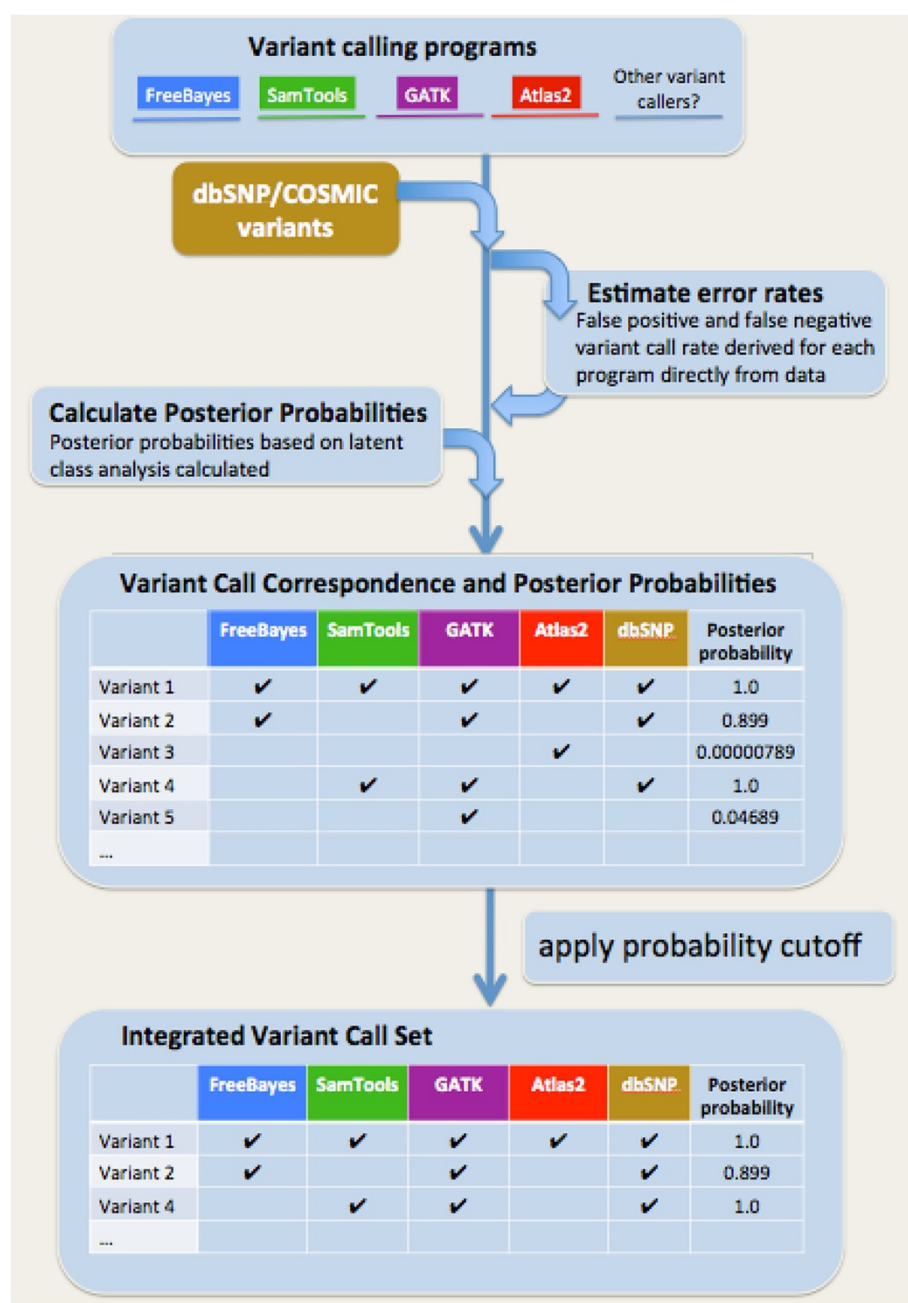 Variant calling programs
FreeBayes SamTools GATK Atlas2 Other variant
callers?
dbSNP/COSMIC
variants
Estimate error rates
False positive and false negative
variant call rate derived for each
program directly from data
Calculate Posterior Probabilities
Posterior probabilities based on latent
class analysis calculated
Variant Call Correspondence and Posterior Probabilities
FreeBayes SamTools GATK Atlas2 dbSNP Posterior
probability
Variant 1 ✔ ✔ ✔ ✔ ✔ 1.0
Variant 2 ✔ ✔ ✔ 0.899
Variant 3 ✔ 0.00000789
Variant 4 ✔ ✔ ✔ 1.0
Variant 5 ✔ 0.04689
...
apply probability cutoff
Integrated Variant Call Set
FreeBayes SamTools GATK Atlas2 dbSNP Posterior
probability
Variant 1 ✔ ✔ ✔ ✔ ✔ 1.0
Variant 2 ✔ ✔ ✔ 0.899
Variant 4 ✔ ✔ ✔ 1.0
...